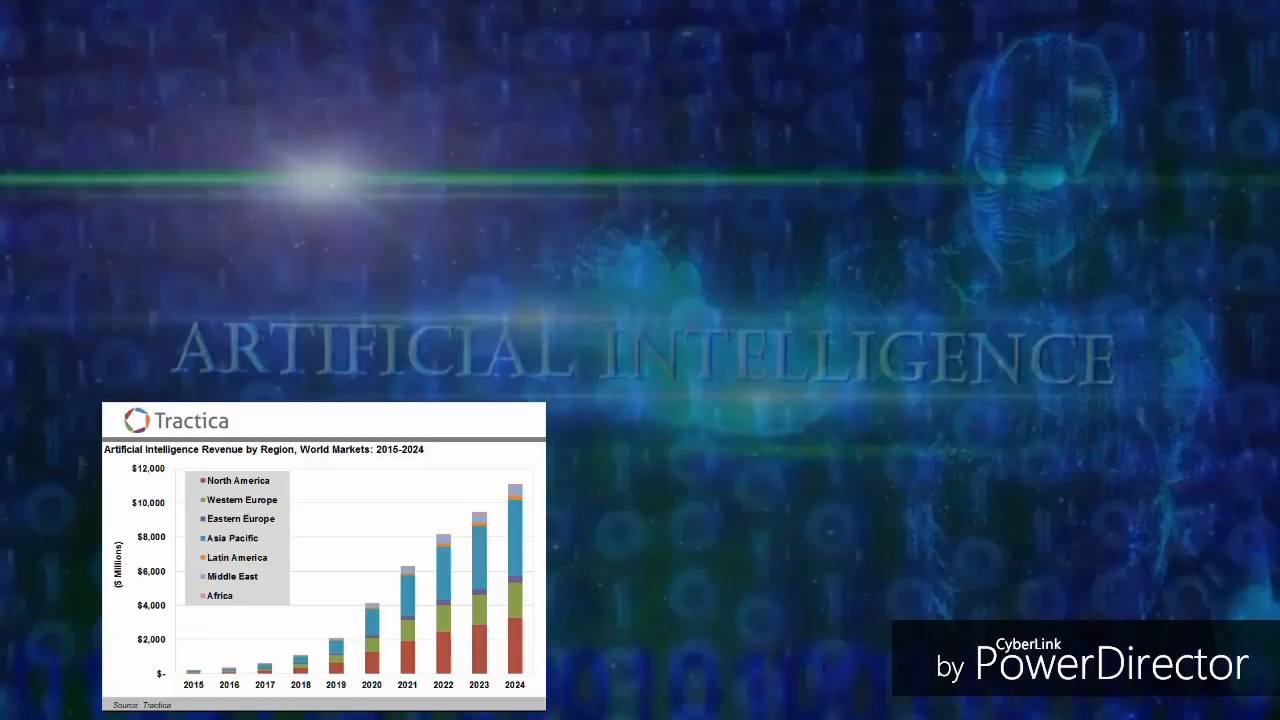 ARTIFICIAL INTELLIGENCE
Tractica
Artificial Intelligence Revenue by Region, World Markets: 2015-2024
$12,000
$10,000
$8,000
$6,000
$4,000
$2,000
$-
($ Millions)
North America
Western Europe
Eastern Europe
Asia Pacific
Latin America
Middle East
Africa
2015 2016 2017 2018 2019 2020 2021 2022 2023 2024
Source: Tractica
CyberLink
by PowerDirector